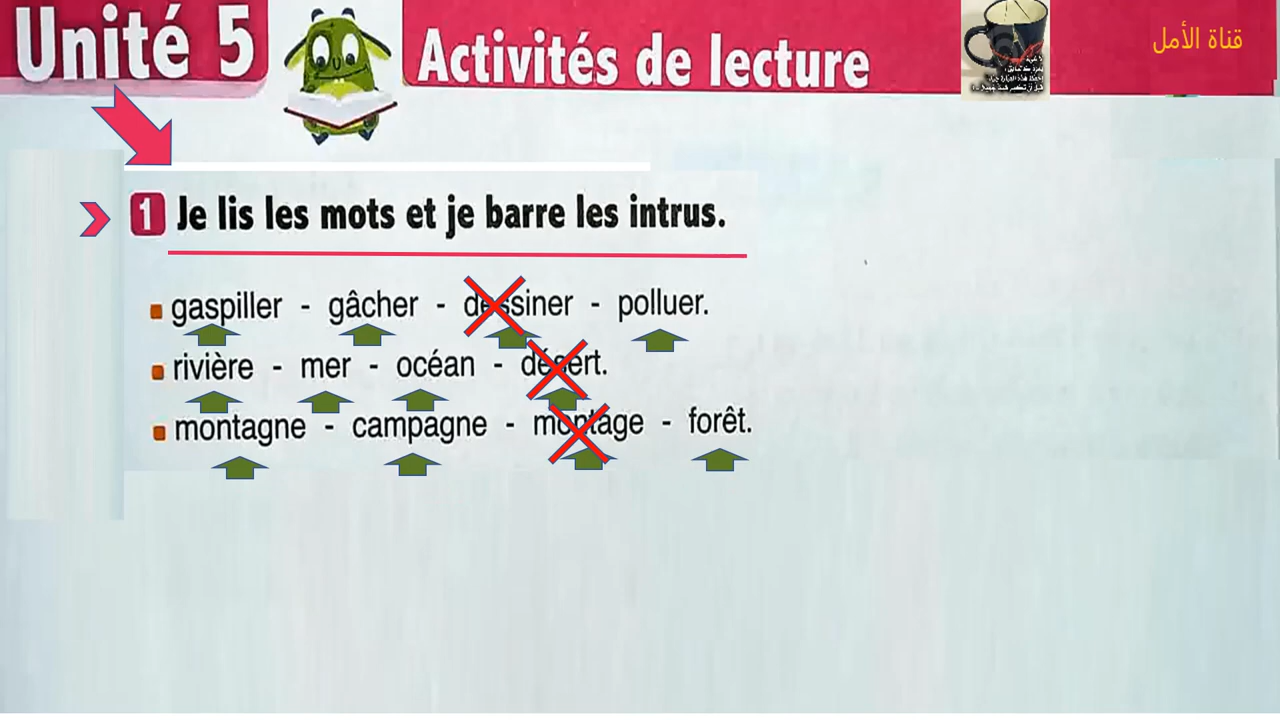 Unité 5
Activités de lecture
قناة الأمل
1 Je lis les mots et je barre les intrus.
gaspiller - gâcher - dessiner - polluer.
rivière - mer - océan - désert.
montagne - campagne - montage - forêt.